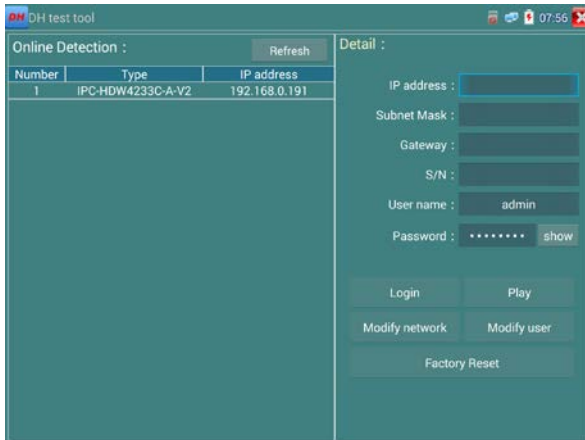 DH DH test tool
07:56
Online Detection :
Refresh
Number Type IP address
1 IPC-HDW4233C-A-V2 192.168.0.191
Detail :
IP address :
Subnet Mask :
Gateway :
S/N :
User name : admin
Password : •••••••• show
Login Play
Modify network Modify user
Factory Reset